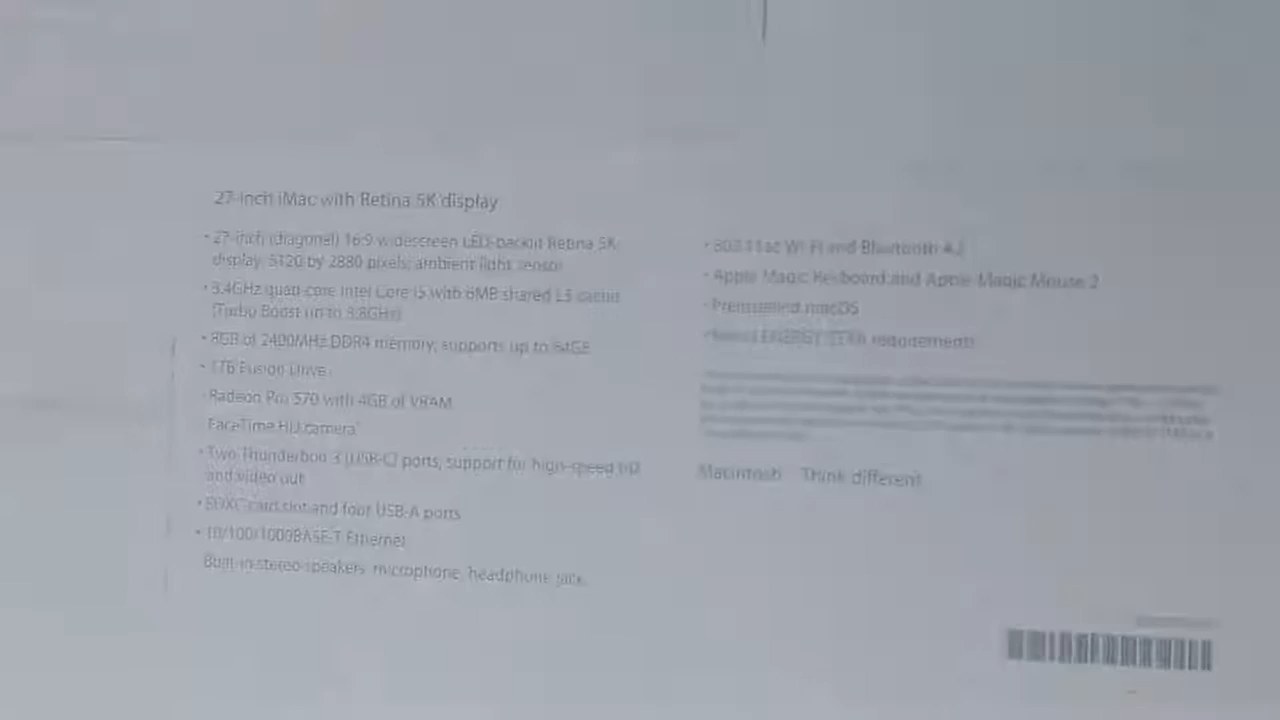 27-inch iMac with Retina 5K display
• 27-inch (diagonal) 16:9 widescreen LED-backlit Retina 5K
display, 5120 by 2880 pixels; ambient light sensor
• 3.4GHz quad-core Intel Core i5 with 6MB shared L3 cache
(Turbo Boost up to 3.8GHz)
• 8GB of 2400MHz DDR4 memory, supports up to 64GB
• 1TB Fusion Drive
• Radeon Pro 570 with 4GB of VRAM
FaceTime HD camera
• Two Thunderbolt 3 (USB-C) ports, support for high-speed I/O
and video out
• SDXC card slot and four USB-A ports
• 10/100/1000BASE-T Ethernet
Built-in stereo speakers, microphone, headphone jack
• 802.11ac Wi-Fi and Bluetooth 4.2
• Apple Magic Keyboard and Apple Magic Mouse 2
• Preinstalled macOS
• ENERGY STAR requirements
Macintosh Think different